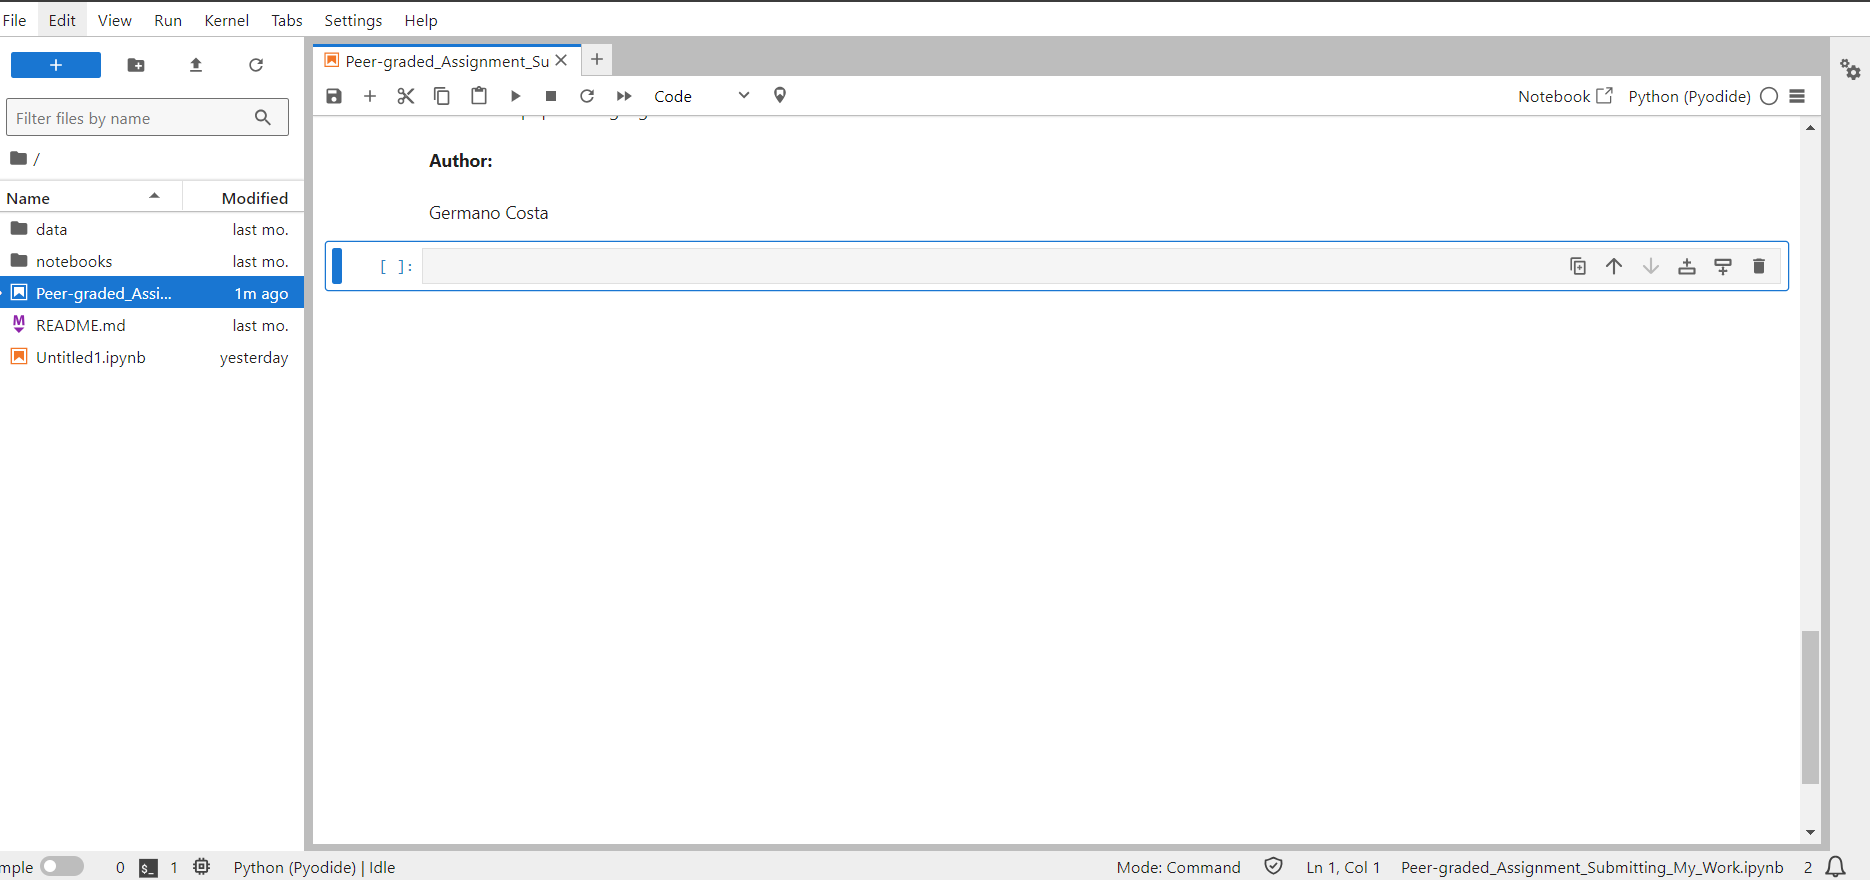 File Edit View Run Kernel Tabs Settings Help
Peer-graded_Assignment_Su
Code
Notebook
Python (Pyodide)
Filter files by name
/
Name Modified
data last mo.
notebooks last mo.
Peer-graded_Assi... 1m ago
README.md last mo.
Untitled1.ipynb yesterday
Author:
Germano Costa
[ ]:
mple 0 $_ 1 Python (Pyodide) | Idle Mode: Command Ln 1, Col 1 Peer-graded_Assignment_Submitting_My_Work.ipynb 2